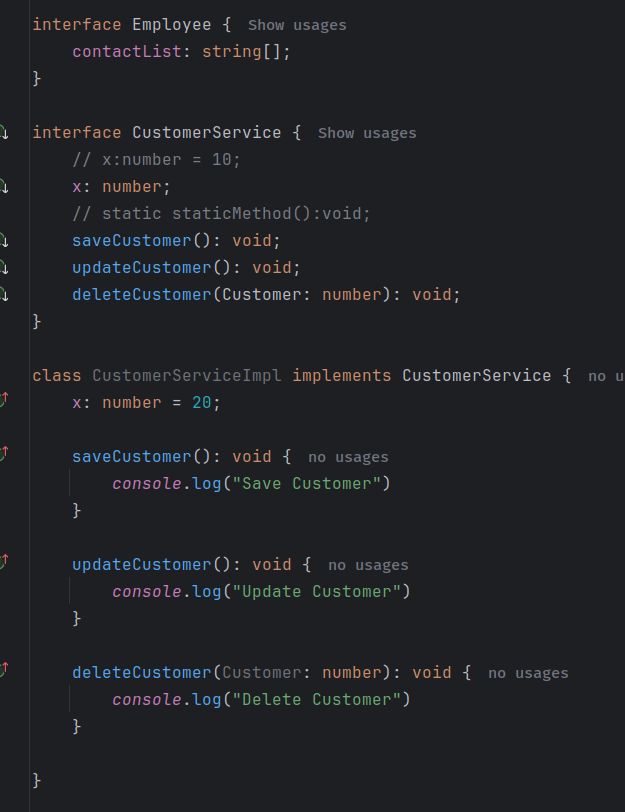 interface Employee { Show usages
contactList: string[];
}
interface CustomerService { Show usages
// x:number = 10;
x: number;
// static staticMethod():void;
saveCustomer(): void;
updateCustomer(): void;
deleteCustomer(Customer: number): void;
}
class CustomerServiceImpl implements CustomerService { no u
x: number = 20;
saveCustomer(): void { no usages
console.log("Save Customer")
}
updateCustomer(): void { no usages
console.log("Update Customer")
}
deleteCustomer(Customer: number): void { no usages
console.log("Delete Customer")
}
}